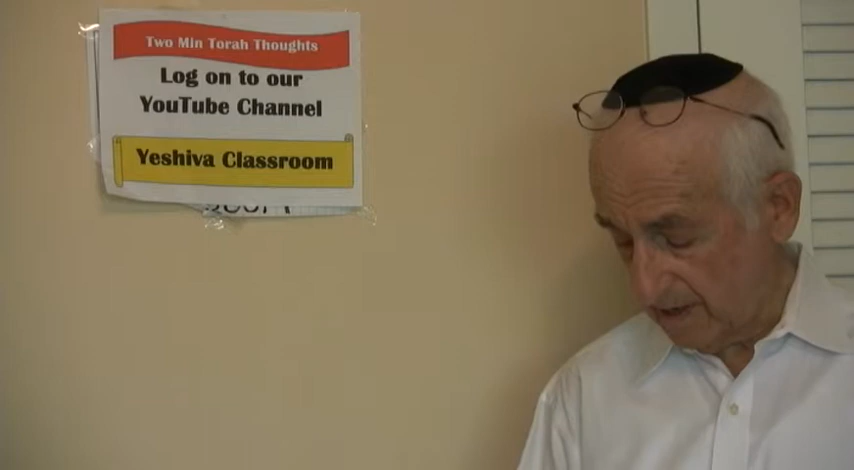 Two Min Torah Thoughts
Log on to our
YouTube Channel
Yeshiva Classroom